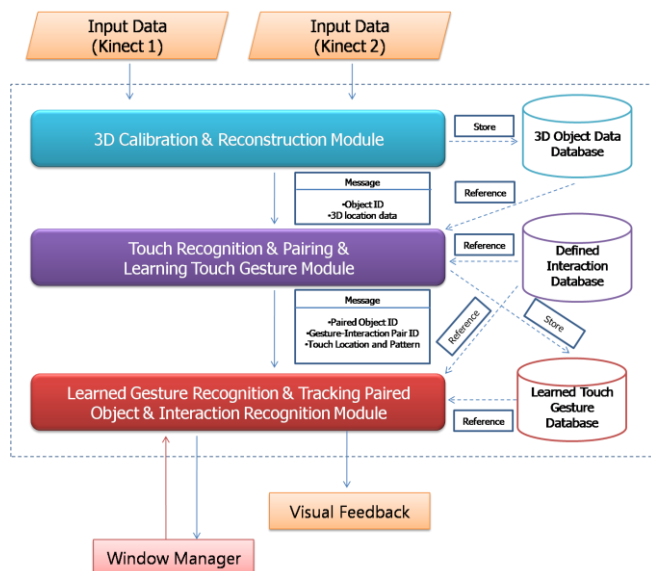 Input Data
(Kinect 1)
Input Data
(Kinect 2)
3D Calibration & Reconstruction Module
Store
3D Object Data
Database
Message
•Object ID
•3D location data
Reference
Touch Recognition & Pairing &
Learning Touch Gesture Module
Reference
Defined
Interaction
Database
Message
•Paired Object ID
•Gesture-Interaction Pair ID
•Touch Location and Pattern
Reference
Store
Learned Gesture Recognition & Tracking Paired
Object & Interaction Recognition Module
Reference
Learned Touch
Gesture
Database
Visual Feedback
Window Manager